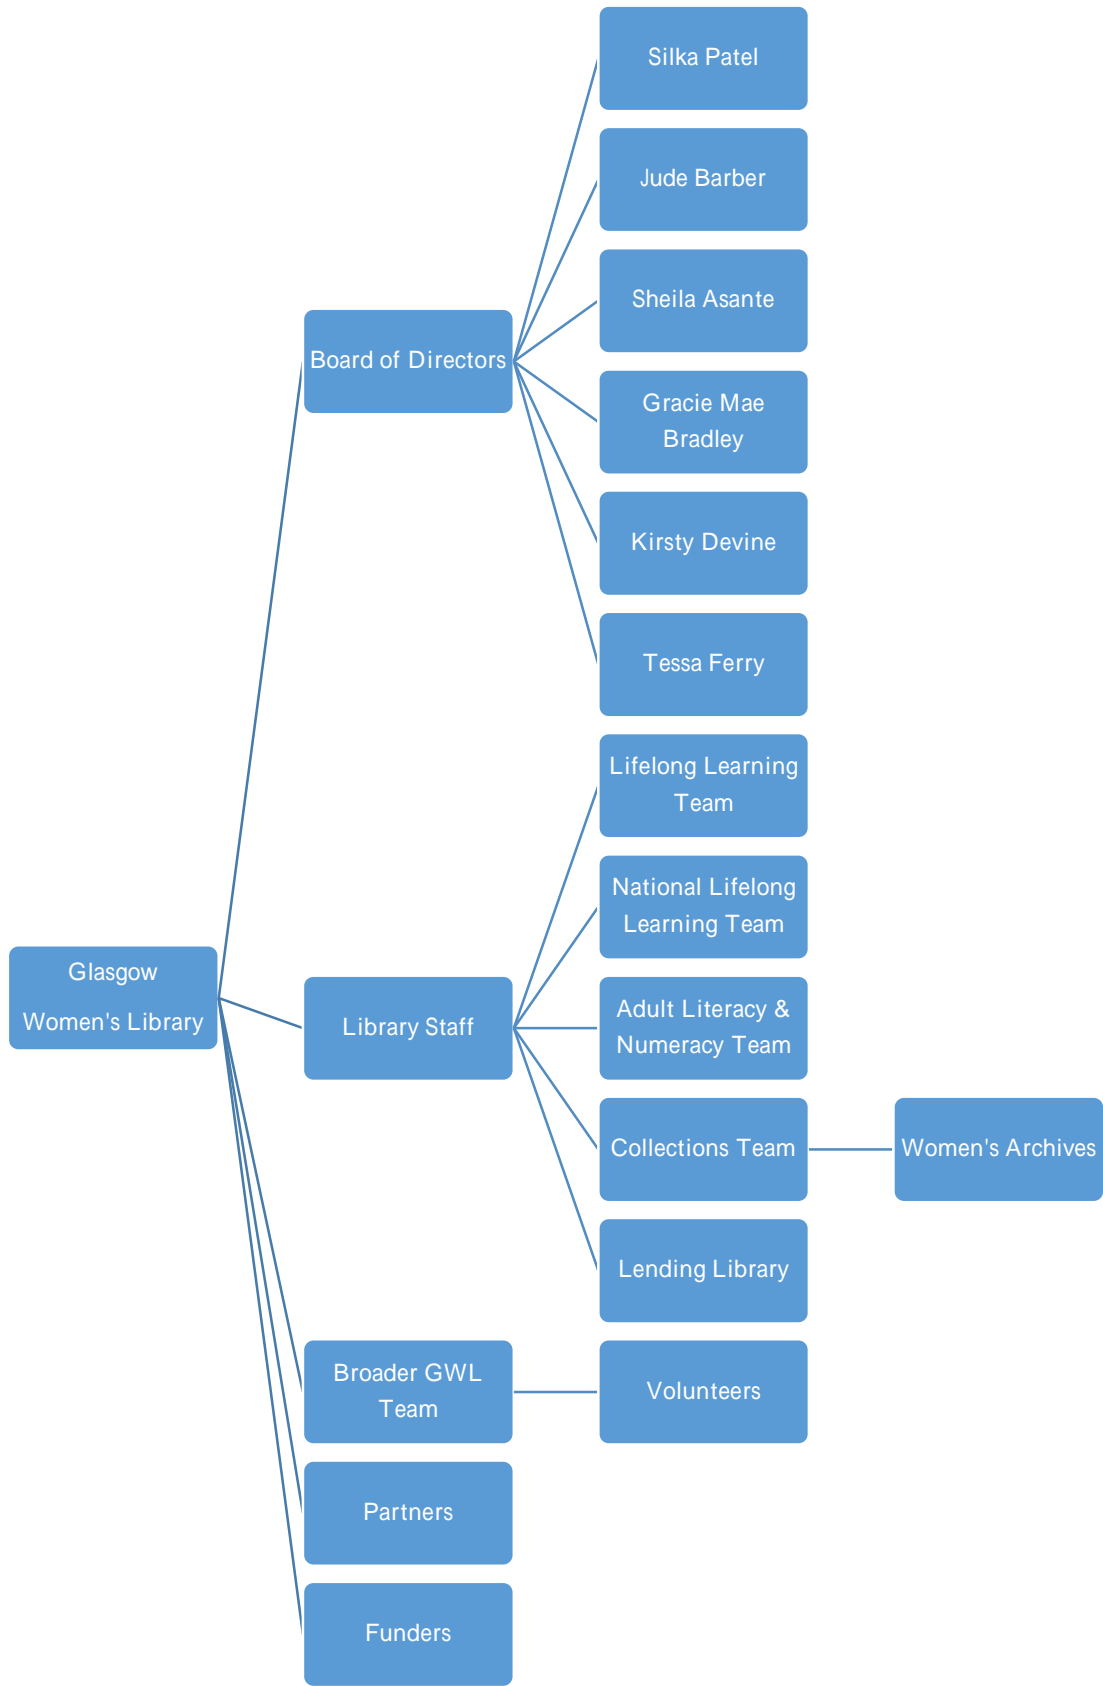 Silka Patel
Jude Barber
Sheila Asante
Board of Directors
Gracie Mae
Bradley
Kirsty Devine
Tessa Ferry
Lifelong Learning
Team
National Lifelong
Learning Team
Glasgow
Women's Library
Library Staff
Adult Literacy &
Numeracy Team
Collections Team
Women's Archives
Lending Library
Broader GWL
Team
Volunteers
Partners
Funders